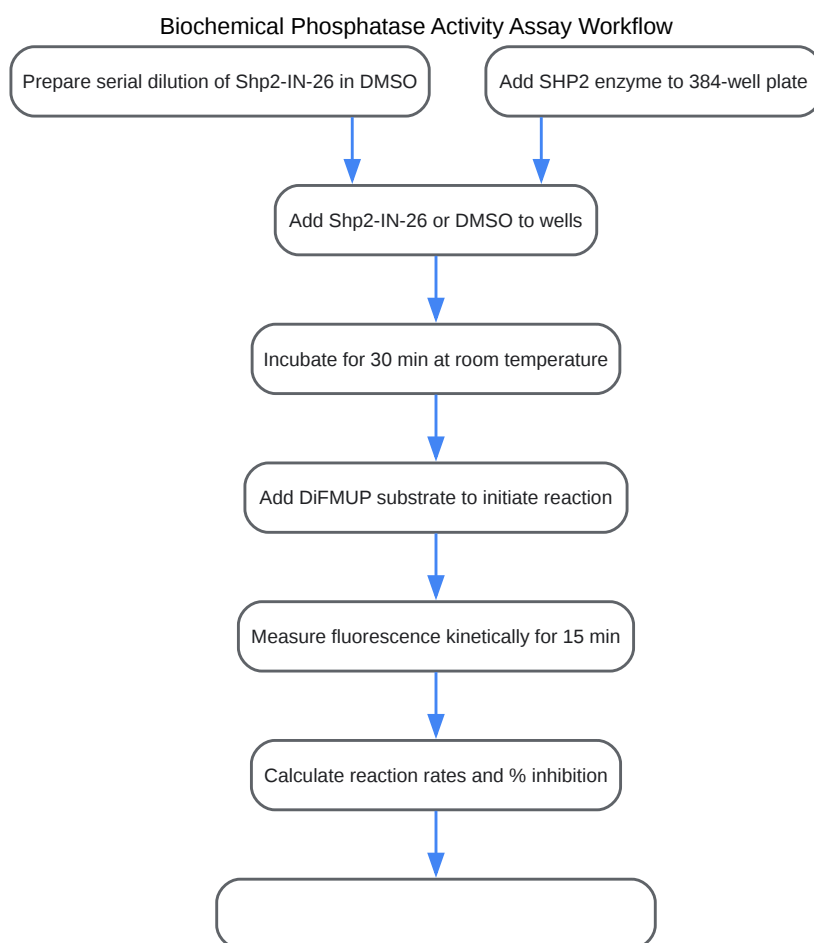 Biochemical Phosphatase Activity Assay Workflow
Prepare serial dilution of Shp2-IN-26 in DMSO
Add SHP2 enzyme to 384-well plate
Add Shp2-IN-26 or DMSO to wells
Incubate for 30 min at room temperature
Add DiFMUP substrate to initiate reaction
Measure fluorescence kinetically for 15 min
Calculate reaction rates and % inhibition